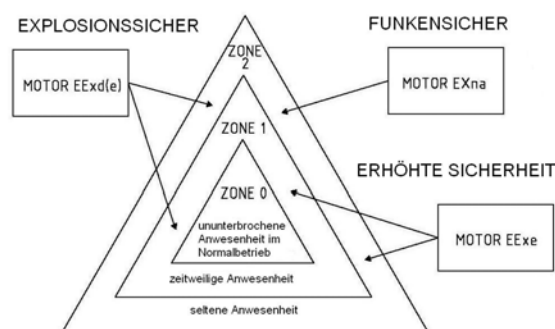 EXPLOSIONSSICHER
FUNKENSICHER
MOTOR EExd(e)
ZONE
2
MOTOR EXna
ZONE 1
ERHÖHTE SICHERHEIT
ZONE 0
MOTOR EExe
ununterbrochene
Anwesenheit im
Normalbetrieb
zeitweilige Anwesenheit
seltene Anwesenheit